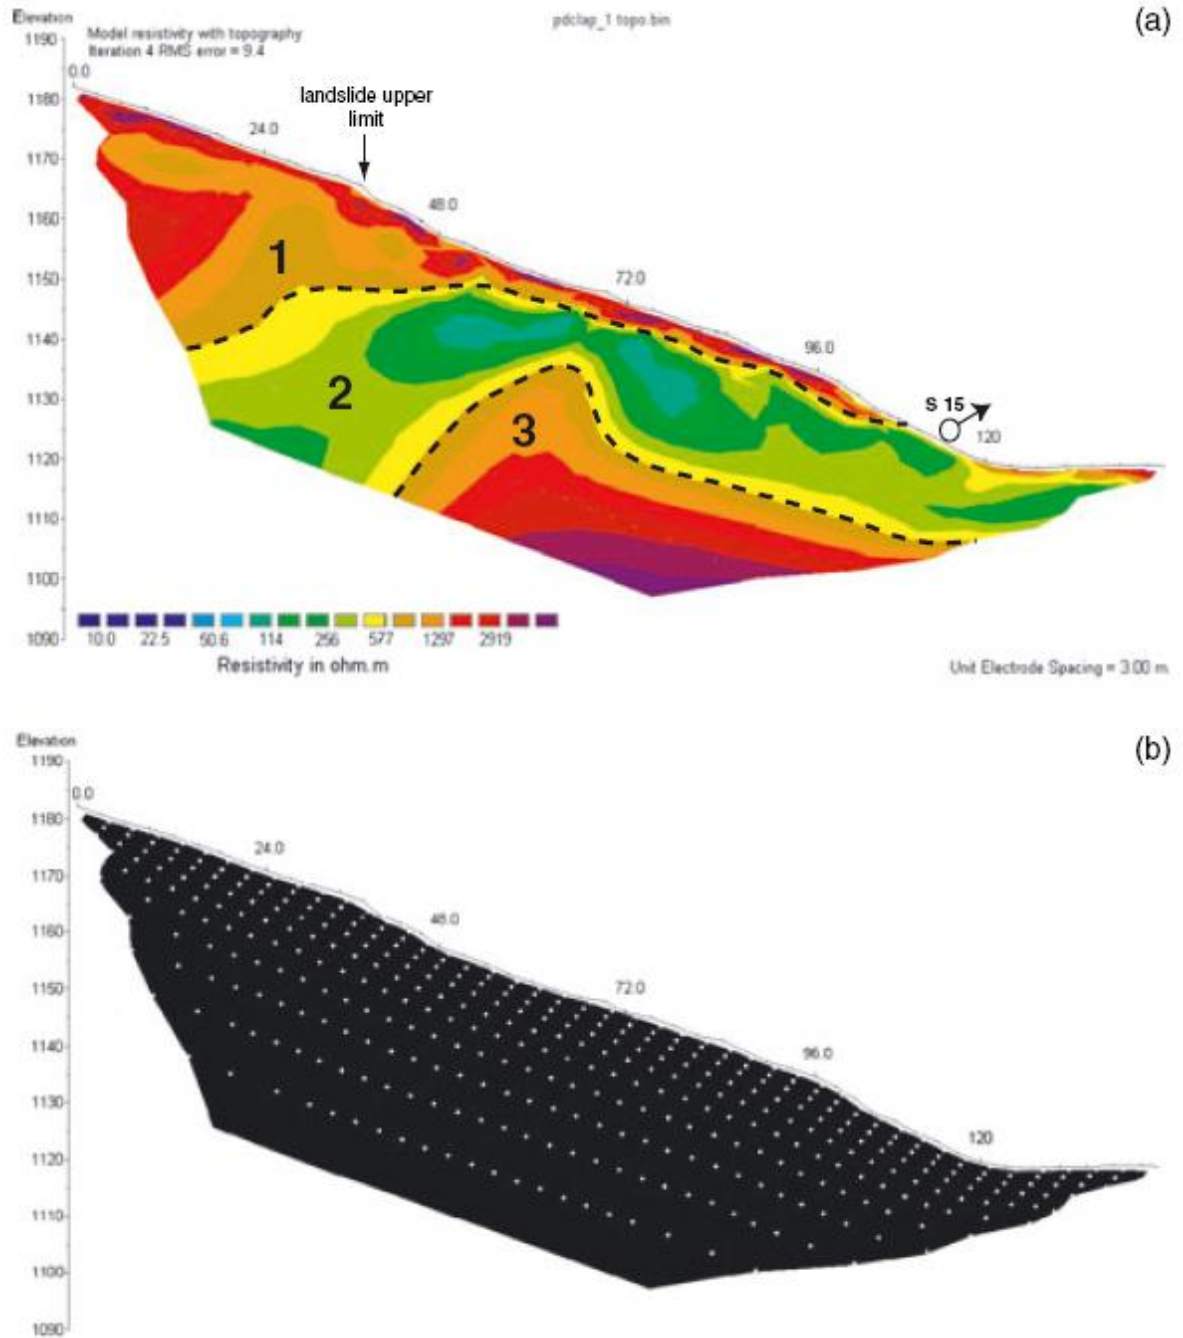 Elevation
pdclap_1 topo.bin
(a)
1190
Model resistivity with topography
Iteration 4 RMS error = 9.4
0.0
landslide upper
limit
1180
24.0
1170
48.0
1160
1
1150
72.0
1140
96.0
1130
2
S 15
3
120
1120
1110
1100
1090
10.0 22.5 50.6 114 256 577 1297 2919
Resistivity in ohm.m
Unit Electrode Spacing = 3.00 m.
Elevation
(b)
1190
0.0
1180
24.0
1170
48.0
1160
1150
72.0
1140
96.0
1130
120
1120
1110
1100
1090